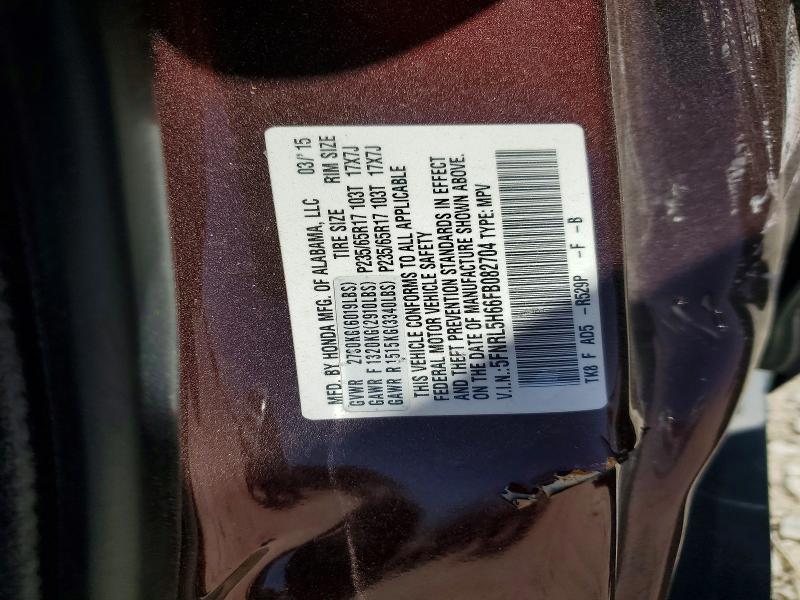 MFD. BY HONDA MFG. OF ALABAMA, LLC 03/15
TIRE SIZE RIM SIZE
GVWR 2730KG(6019LBS)
GAWR F 1320KG(2910LBS) P235/65R17 103T 17X7J
GAWR R 1515KG(3340LBS) P235/65R17 103T 17X7J
THIS VEHICLE CONFORMS TO ALL APPLICABLE
FEDERAL MOTOR VEHICLE SAFETY
AND THEFT PREVENTION STANDARDS IN EFFECT
ON THE DATE OF MANUFACTURE SHOWN ABOVE.
V.I.N.:5FNRL5H66FB082704 TYPE: MPV
TK8 F AD5 -R529P -F -B